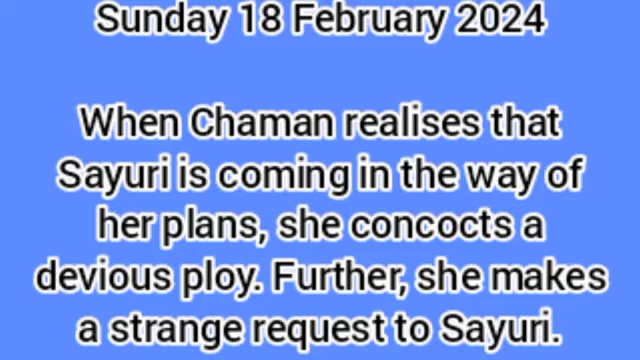 Sunday 18 February 2024
When Chaman realises that
Sayuri is coming in the way of
her plans, she concocts a
devious ploy. Further, she makes
a strange request to Sayuri.